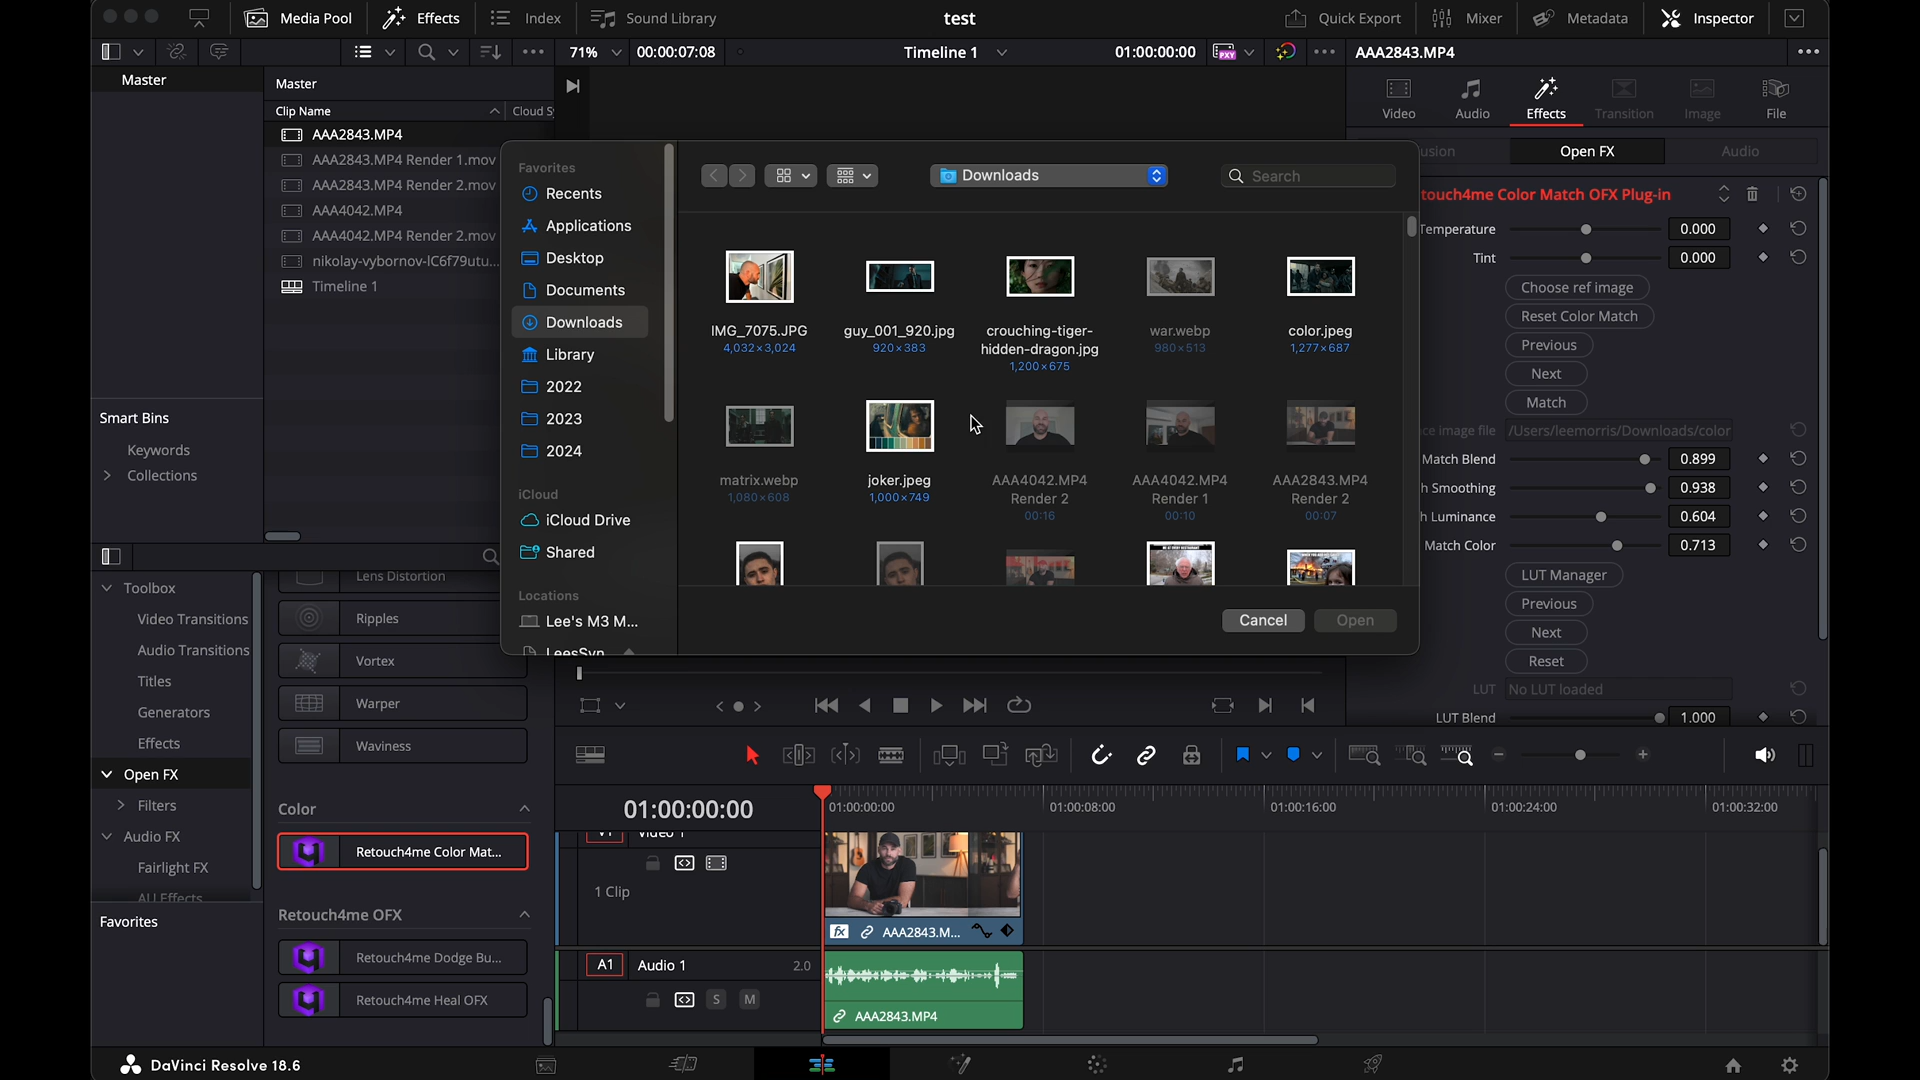 Media Pool
Effects
Index
Sound Library
test
Quick Export
Mixer
Metadata
Inspector
71%
00:00:07:08
Timeline 1
01:00:00:00
PXY
AAA2843.MP4
Master
Master
Clip Name
Cloud S
AAA2843.MP4
AAA2843.MP4 Render 1.mov
AAA2843.MP4 Render 2.mov
AAA4042.MP4
AAA4042.MP4 Render 2.mov
nikolay-vybornov-IC6f79utu...
Timeline 1
Smart Bins
Keywords
Collections
Favorites
Recents
Applications
Desktop
Documents
Downloads
Library
2022
2023
2024
iCloud
iCloud Drive
Shared
Locations
Lee's M3 M...
LeesSyn
Downloads
Search
IMG_7075.JPG
4,032×3,024
guy_001_920.jpg
920×383
crouching-tiger-
hidden-dragon.jpg
1,200×675
war.webp
980×513
color.jpeg
1,277×687
matrix.webp
1,080×608
joker.jpeg
1,000×749
AAA4042.MP4
Render 2
00:16
AAA4042.MP4
Render 1
00:10
AAA2843.MP4
Render 2
00:07
Cancel
Open
Video
Audio
Effects
Transition
Image
File
usion
Open FX
Audio
touch4me Color Match OFX Plug-in
Temperature
0.000
Tint
0.000
Choose ref image
Reset Color Match
Previous
Next
Match
ce image file
/Users/leemorris/Downloads/color
Match Blend
0.899
h Smoothing
0.938
h Luminance
0.604
Match Color
0.713
LUT Manager
Previous
Next
Reset
LUT
No LUT loaded
LUT Blend
1.000
Toolbox
Video Transitions
Audio Transitions
Titles
Generators
Effects
Open FX
Filters
Audio FX
Fairlight FX
All Effects
Favorites
Lens Distortion
Ripples
Vortex
Warper
Waviness
Color
Retouch4me Color Mat...
Retouch4me OFX
Retouch4me Dodge Bu...
Retouch4me Heal OFX
01:00:00:00
01:00:00:00
01:00:08:00
01:00:16:00
01:00:24:00
01:00:32:00
V1
Video 1
1 Clip
fx
AAA2843.M...
A1
Audio 1
2.0
S
M
AAA2843.MP4
DaVinci Resolve 18.6